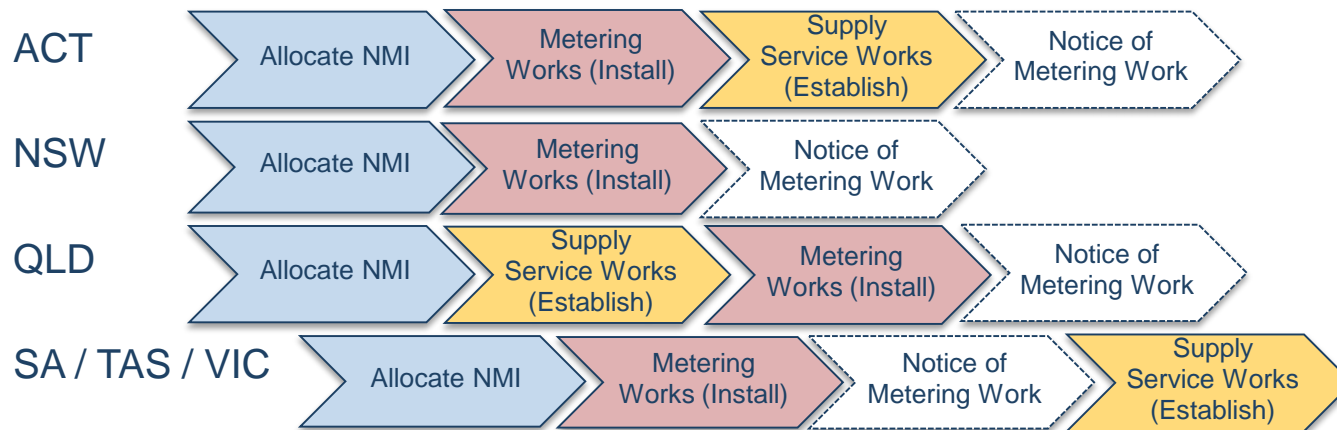 ACT
Allocate NMI
Metering
Works (Install)
Supply
Service Works
(Establish)
Notice of
Metering Work
NSW
Allocate NMI
Metering
Works (Install)
Notice of
Metering Work
QLD
Allocate NMI
Supply
Service Works
(Establish)
Metering
Works (Install)
Notice of
Metering Work
SA / TAS / VIC
Allocate NMI
Metering
Works (Install)
Notice of
Metering Work
Supply
Service Works
(Establish)